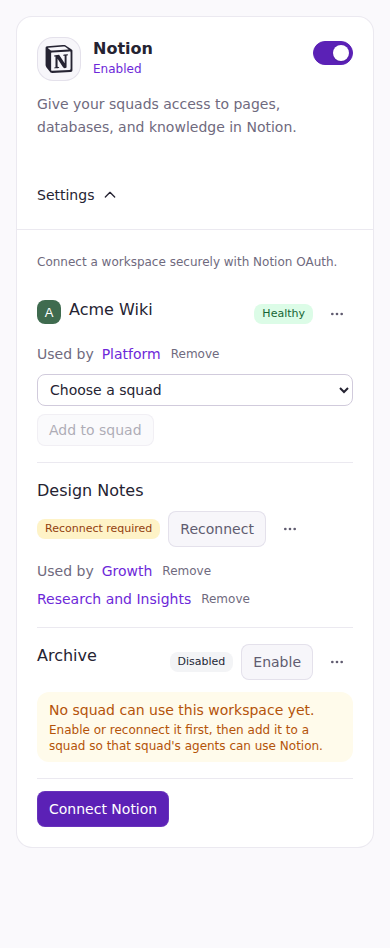 N
Notion
Enabled
Give your squads access to pages,
databases, and knowledge in Notion.
Settings
Connect a workspace securely with Notion OAuth.
A Acme Wiki
Healthy ...
Used by Platform Remove
Choose a squad
Add to squad
Design Notes
Reconnect required Reconnect ...
Used by Growth Remove
Research and Insights Remove
Archive
Disabled Enable ...
No squad can use this workspace yet.
Enable or reconnect it first, then add it to a
squad so that squad's agents can use Notion.
Connect Notion